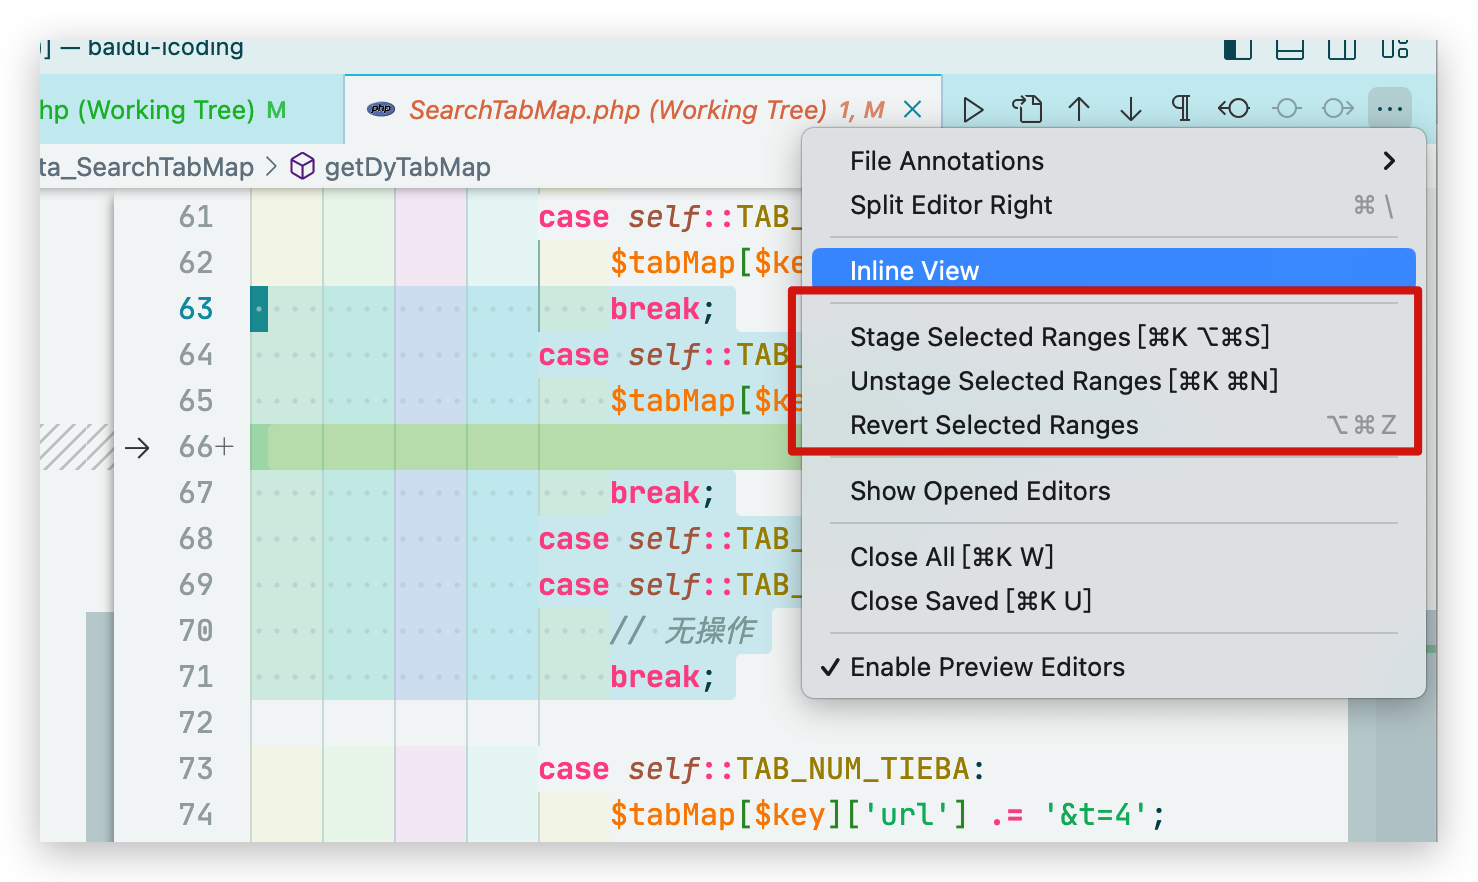 ] — baidu-icoding
hp (Working Tree) M
php SearchTabMap.php (Working Tree) 1, M
ta_SearchTabMap > getDyTabMap
61 case self::TAB_
62 $tabMap[$ke
63 break;
64 case self::TAB_
65 $tabMap[$ke
66+
67 break;
68 case self::TAB_
69 case self::TAB_
70 // 无操作
71 break;
72
73 case self::TAB_NUM_TIEBA:
74 $tabMap[$key]['url'] .= '&t=4';
File Annotations
Split Editor Right ⌘ \
Inline View
Stage Selected Ranges [⌘K ⌥⌘S]
Unstage Selected Ranges [⌘K ⌘N]
Revert Selected Ranges ⌥⌘Z
Show Opened Editors
Close All [⌘K W]
Close Saved [⌘K U]
✓ Enable Preview Editors